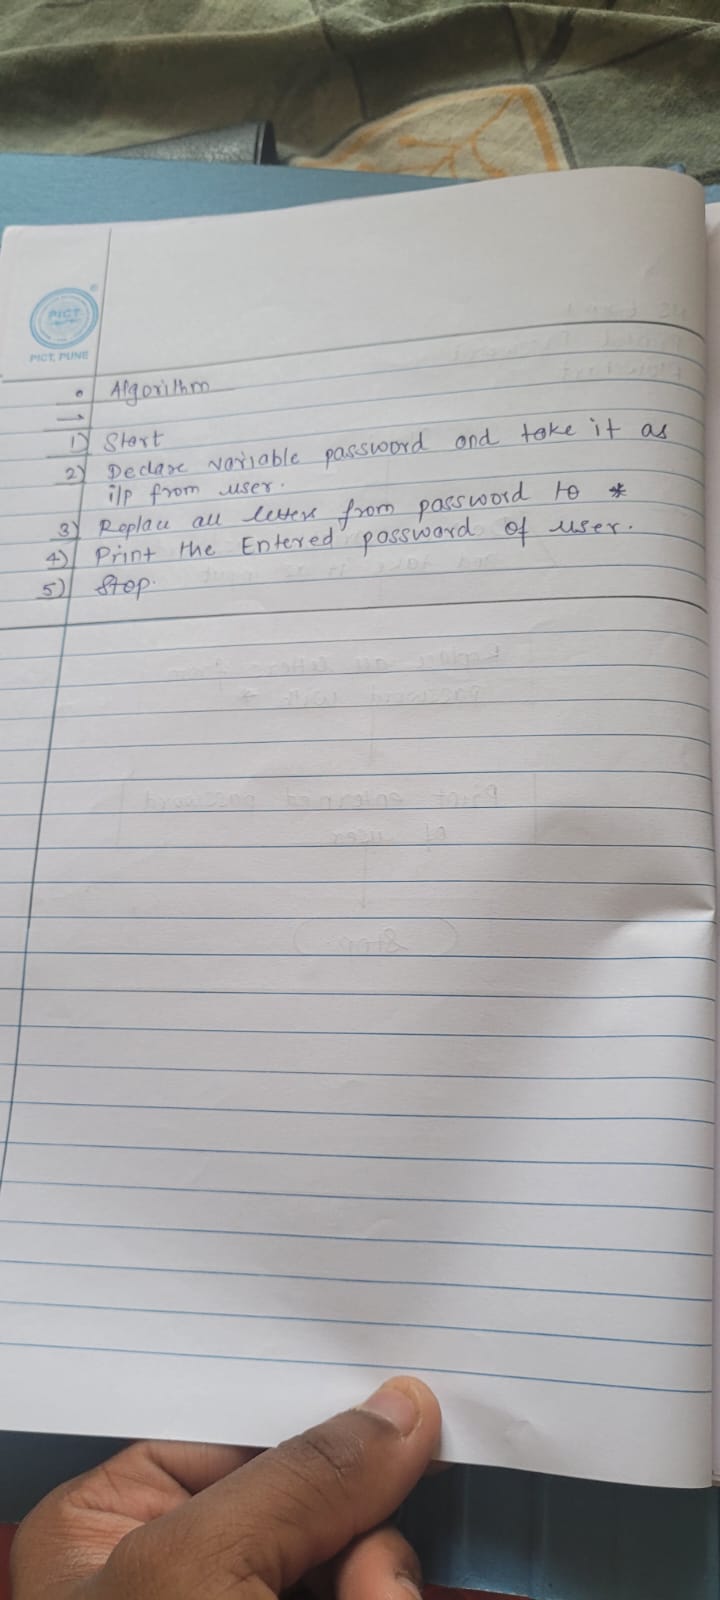 PICT
PICT, PUNE
• Algorithm
→
1) Start
2) Declare variable password and take it as
i/p from user.
3) Replace all letters from password to *
4) Print the Entered password of user.
5) Stop.